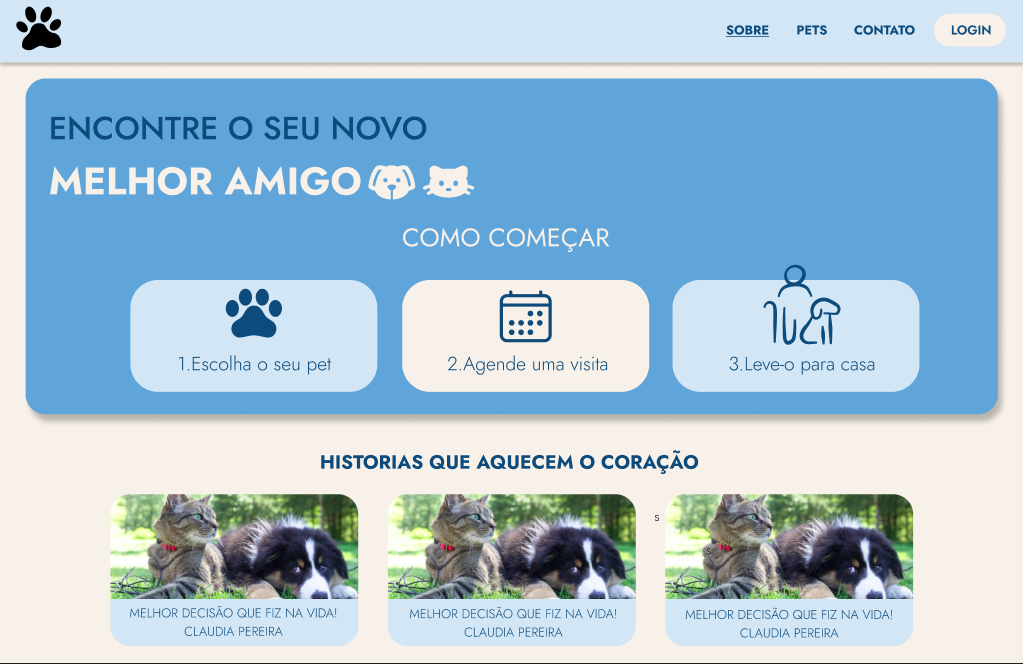 SOBRE PETS CONTATO LOGIN
ENCONTRE O SEU NOVO
MELHOR AMIGO
COMO COMEÇAR
1.Escolha o seu pet
2.Agende uma visita
3.Leve-o para casa
HISTORIAS QUE AQUECEM O CORAÇÃO
s
s
MELHOR DECISÃO QUE FIZ NA VIDA!
CLAUDIA PEREIRA
MELHOR DECISÃO QUE FIZ NA VIDA!
CLAUDIA PEREIRA
MELHOR DECISÃO QUE FIZ NA VIDA!
CLAUDIA PEREIRA